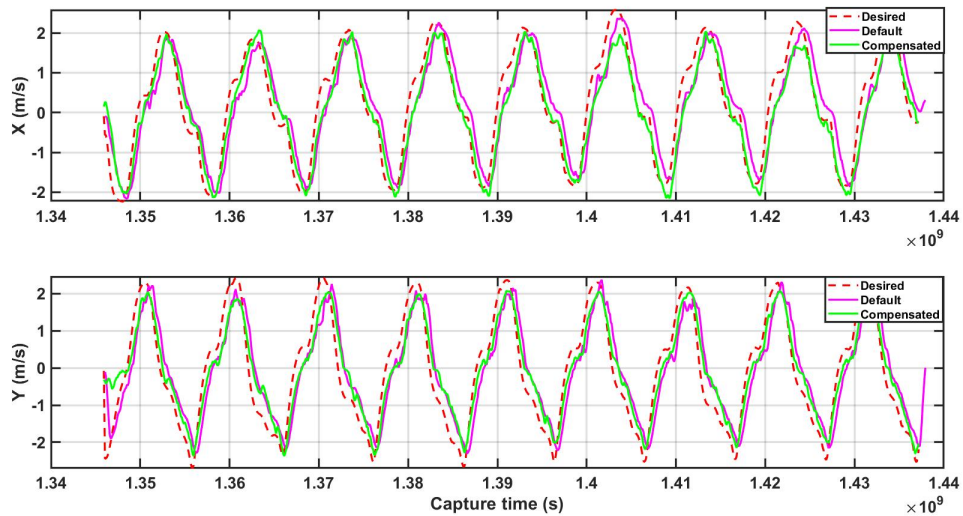 X (m/s)
2
1
0
-1
-2
Desired
Default
Compensated
1.34 1.35 1.36 1.37 1.38 1.39 1.4 1.41 1.42 1.43 1.44
×10⁹
Y (m/s)
2
1
0
-1
-2
Desired
Default
Compensated
1.34 1.35 1.36 1.37 1.38 1.39 1.4 1.41 1.42 1.43 1.44
Capture time (s)
×10⁹